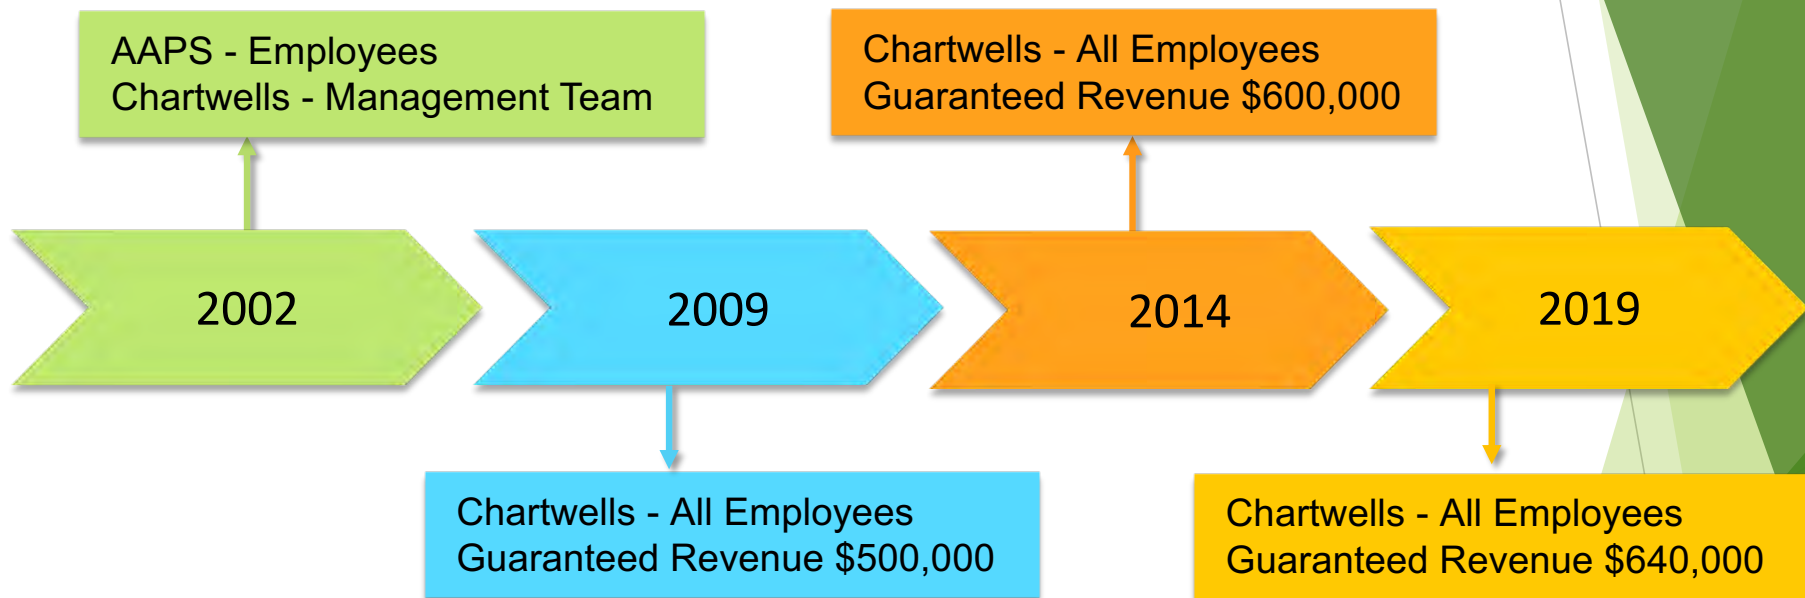 AAPS - Employees
Chartwells - Management Team
Chartwells - All Employees
Guaranteed Revenue $600,000
2002
2009
2014
2019
Chartwells - All Employees
Guaranteed Revenue $500,000
Chartwells - All Employees
Guaranteed Revenue $640,000